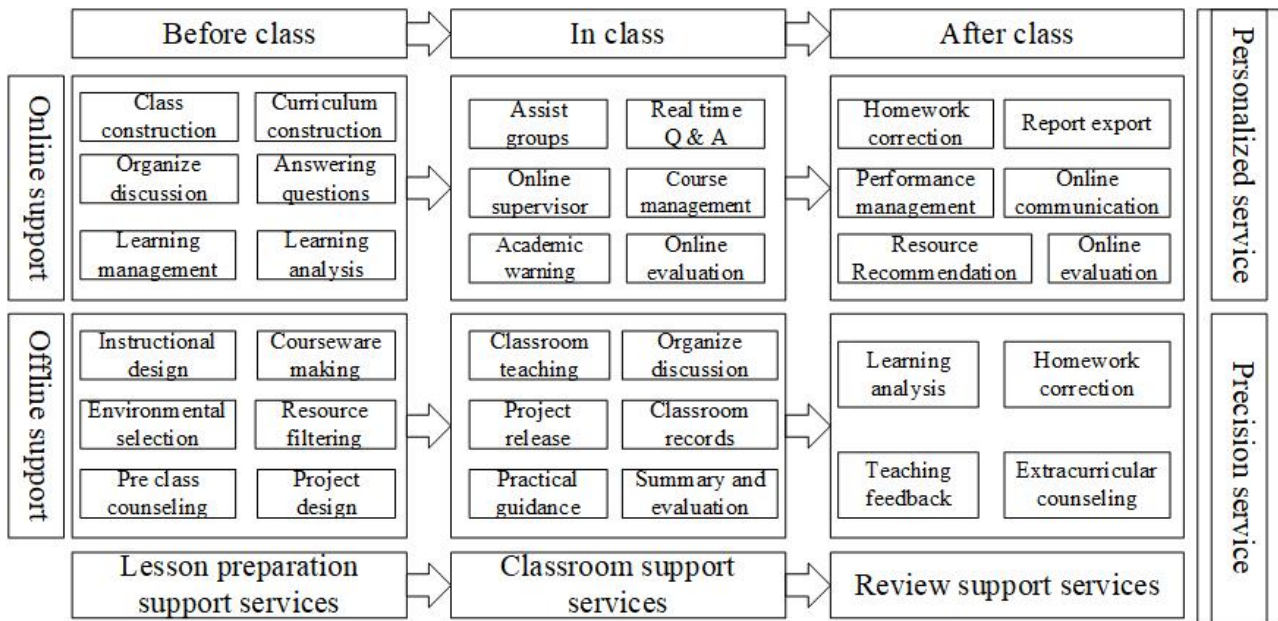 Before class
In class
After class
Personalized service
Online support
Class
construction
Curriculum
construction
Organize
discussion
Answering
questions
Learning
management
Learning
analysis
Assist
groups
Real time
Q & A
Online
supervisor
Course
management
Academic
warning
Online
evaluation
Homework
correction
Report export
Performance
management
Online
communication
Resource
Recommendation
Online
evaluation
Offline support
Instructional
design
Courseware
making
Environmental
selection
Resource
filtering
Pre class
counseling
Project
design
Classroom
teaching
Organize
discussion
Project
release
Classroom
records
Practical
guidance
Summary and
evaluation
Learning
analysis
Homework
correction
Teaching
feedback
Extracurricular
counseling
Precision service
Lesson preparation
support services
Classroom support
services
Review support services